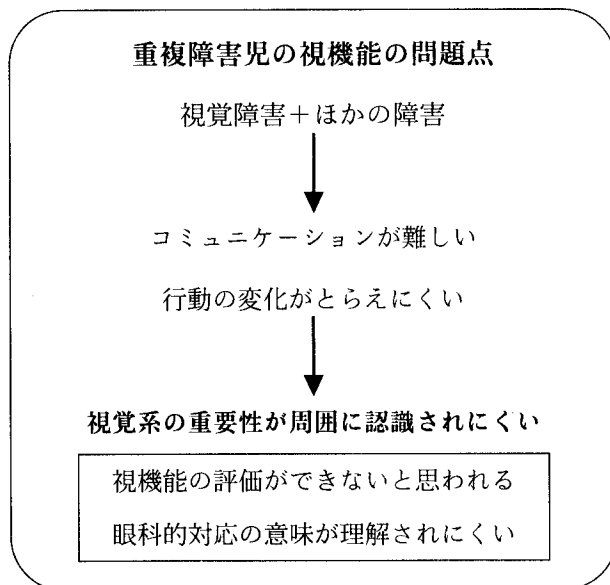 重複障害児の視機能の問題点
視覚障害＋ほかの障害
コミュニケーションが難しい
行動の変化がとらえにくい
視覚系の重要性が周囲に認識されにくい
視機能の評価ができないと思われる
眼科的対応の意味が理解されにくい